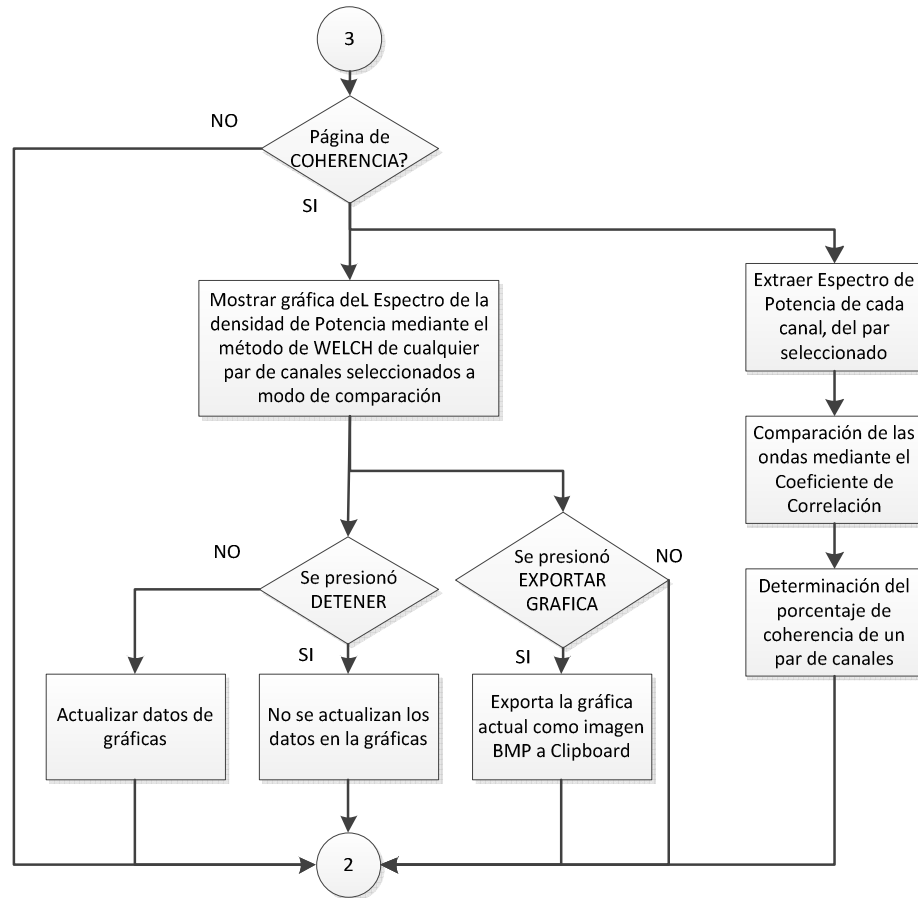 3
NO
Página de
COHERENCIA?
SI
Mostrar gráfica deL Espectro de la
densidad de Potencia mediante el
método de WELCH de cualquier
par de canales seleccionados a
modo de comparación
Extraer Espectro de
Potencia de cada
canal, del par
seleccionado
Comparación de las
ondas mediante el
Coeficiente de
Correlación
Determinación del
porcentaje de
coherencia de un
par de canales
NO
Se presionó
DETENER
SI
Se presionó
EXPORTAR
GRAFICA
NO
SI
Actualizar datos de
gráficas
No se actualizan los
datos en la gráficas
Exporta la gráfica
actual como imagen
BMP a Clipboard
2